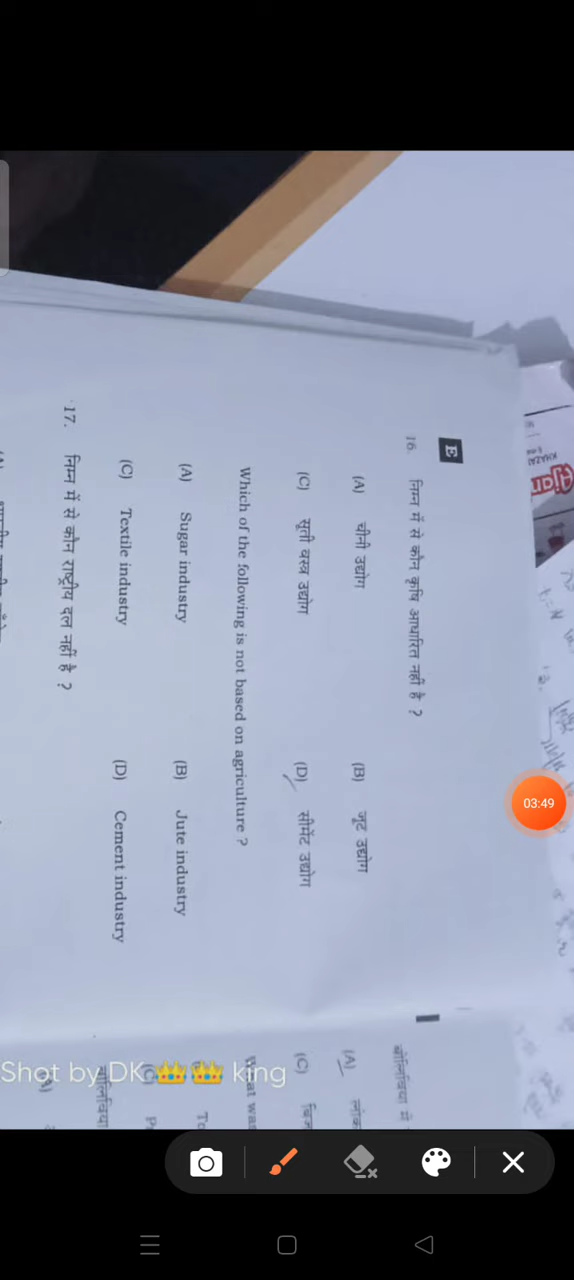 E
16. निम्न में से कौन कृषि आधारित नहीं है ?
(A) चीनी उद्योग (B) जूट उद्योग
(C) सूती वस्त्र उद्योग (D) सीमेंट उद्योग
Which of the following is not based on agriculture ?
(A) Sugar industry (B) Jute industry
(C) Textile industry (D) Cement industry
17. निम्न में से कौन राष्ट्रीय दल नहीं है ?
(A)
(C)
03:49
Shot by DK👑👑 king